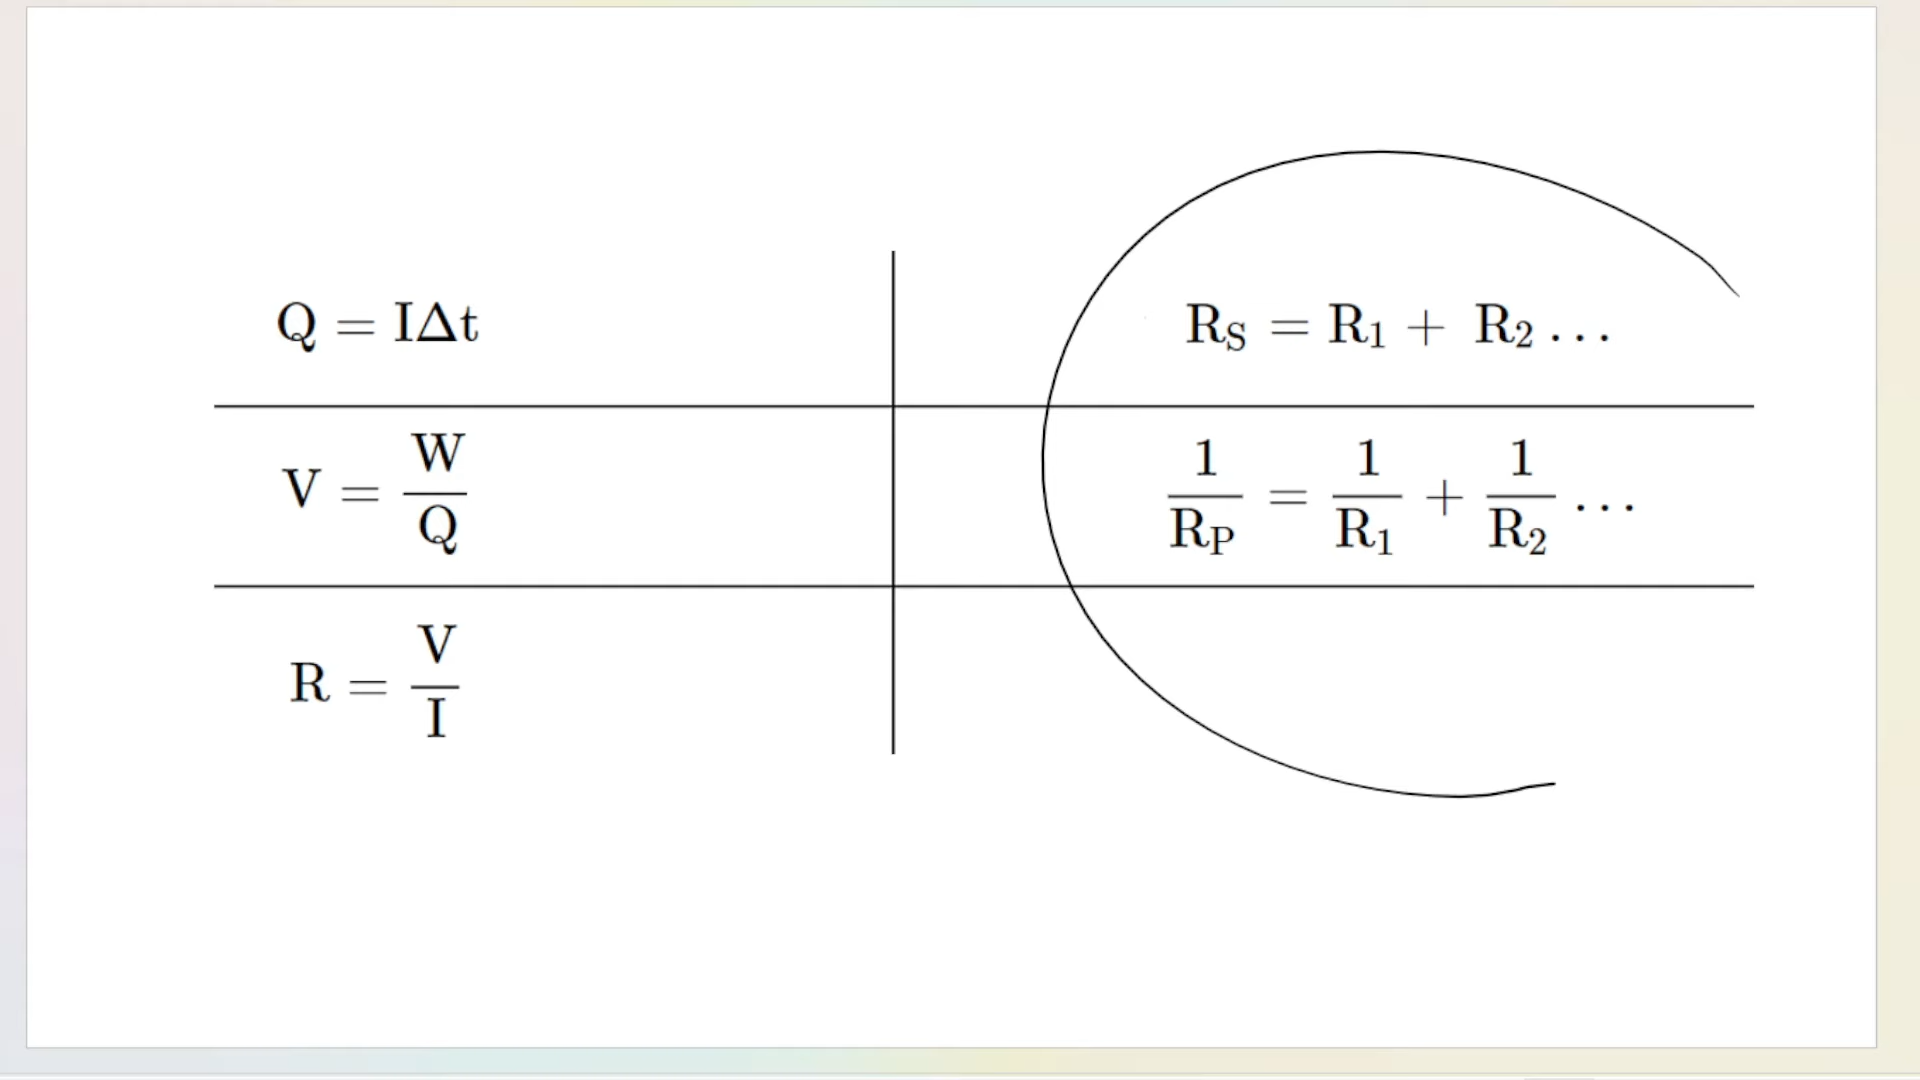 Q = IΔt
R_S = R_1 + R_2 ...
V = W/Q
1/R_P = 1/R_1 + 1/R_2 ...
R = V/I